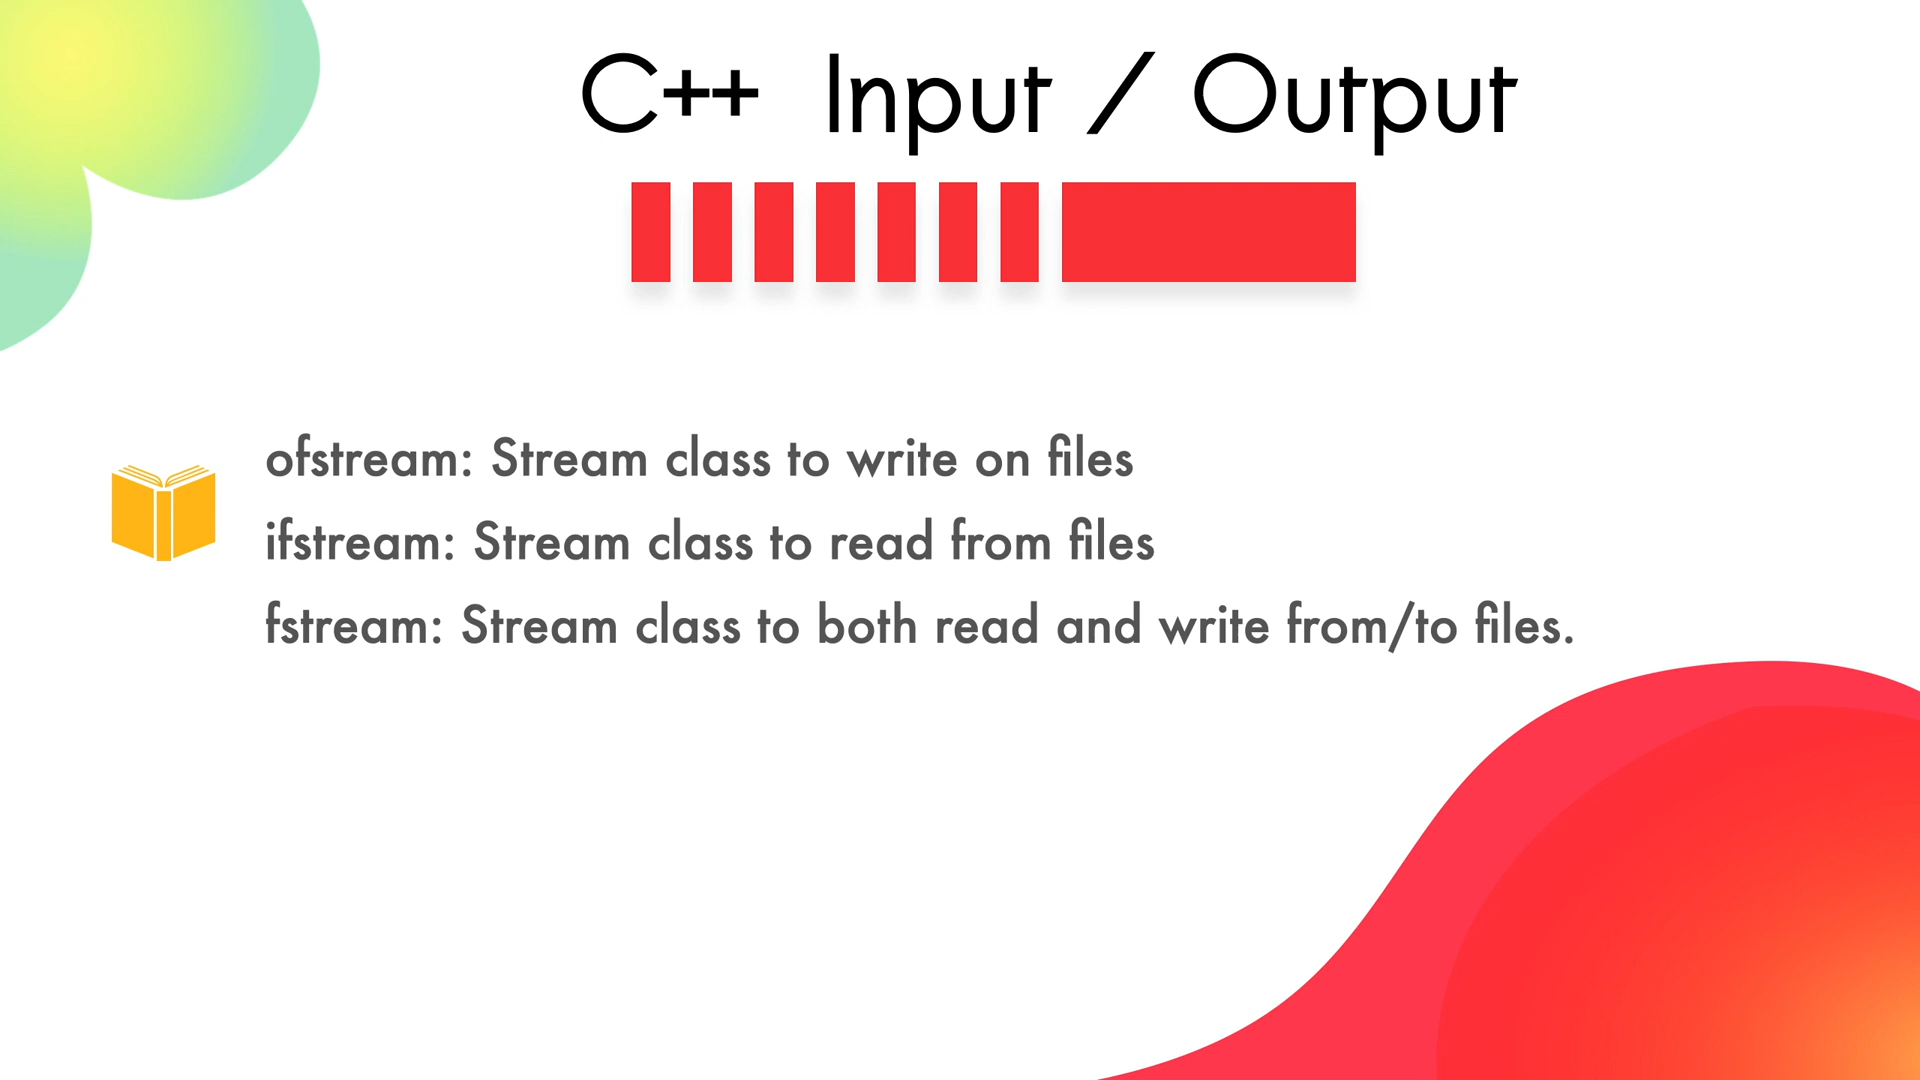 C++ Input / Output
ofstream: Stream class to write on files
ifstream: Stream class to read from files
fstream: Stream class to both read and write from/to files.